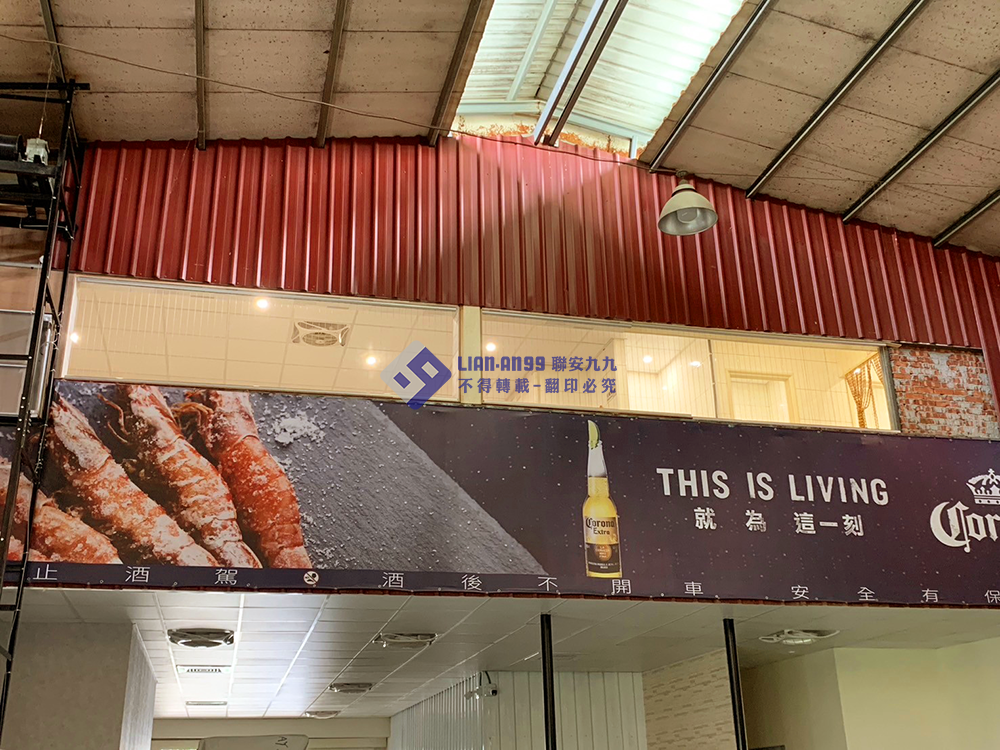 LIAN-AN99 聯安九九
不得轉載-翻印必究
THIS IS LIVING
就為這一刻
Corona
Extra
Coro
止酒駕 酒後不開車 安全有保